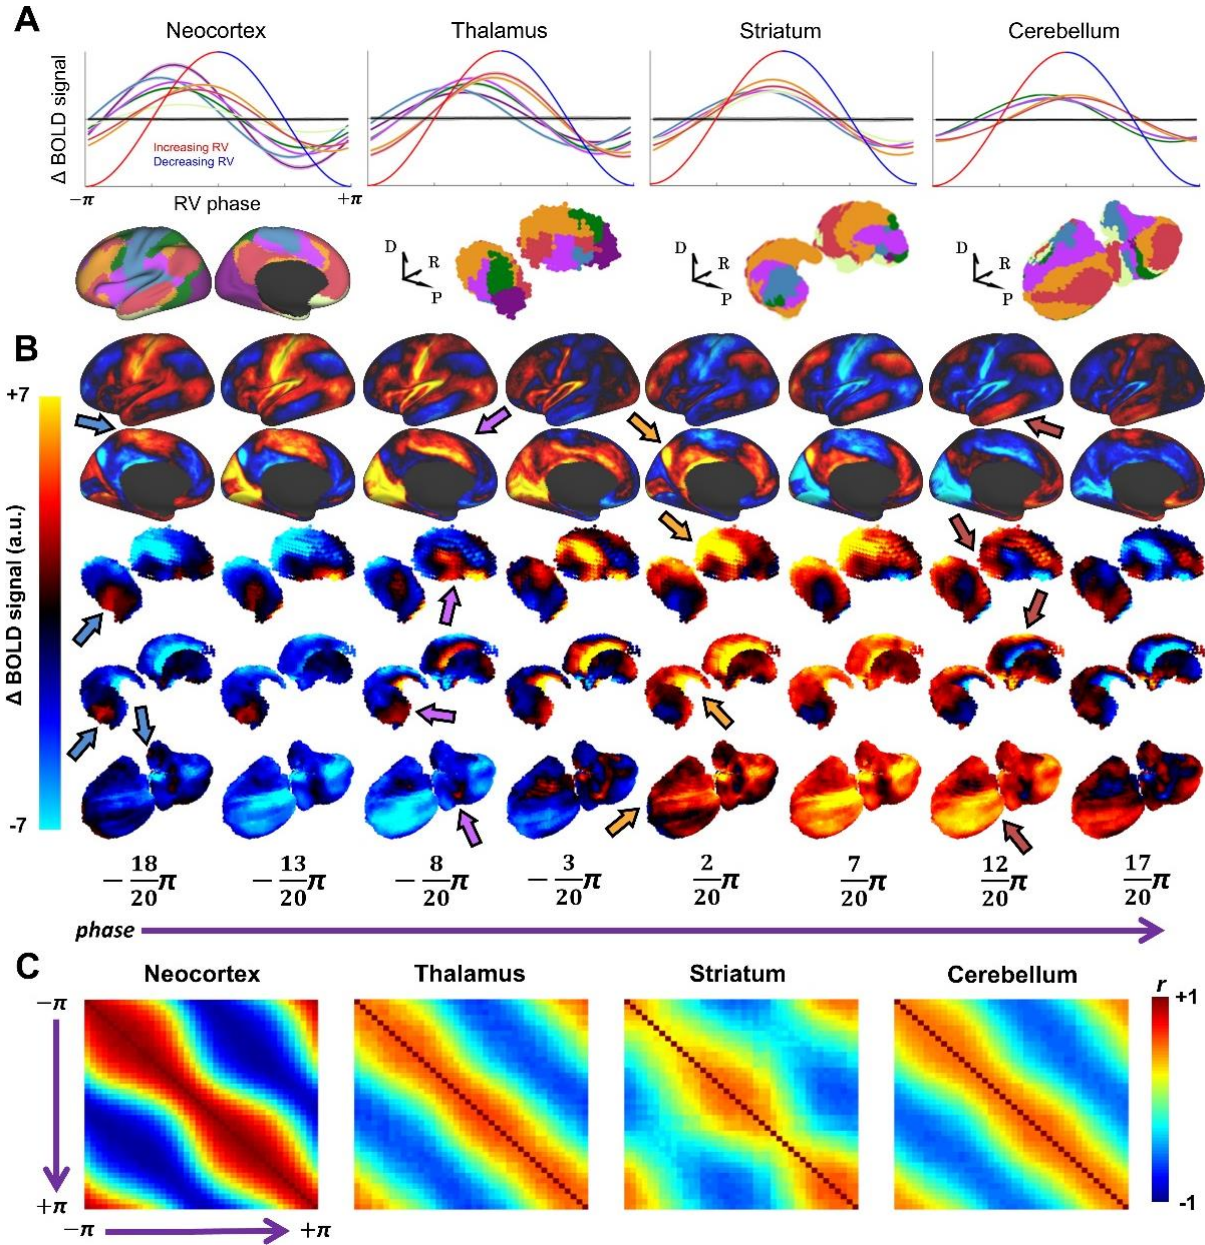 A
Neocortex Thalamus Striatum Cerebellum
Δ BOLD signal
Increasing RV
Decreasing RV
−π RV phase +π
D R P
D R P
D R P
B
+7
Δ BOLD signal (a.u.)
-7
−18/20π −13/20π −8/20π −3/20π 2/20π 7/20π 12/20π 17/20π
phase
C
Neocortex Thalamus Striatum Cerebellum
r
−π +1
+π -1
−π +π